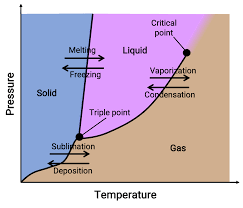 Critical
point
Melting
Liquid
Freezing
Vaporization
Solid
Condensation
Triple point
Sublimation
Gas
Deposition
Pressure
Temperature